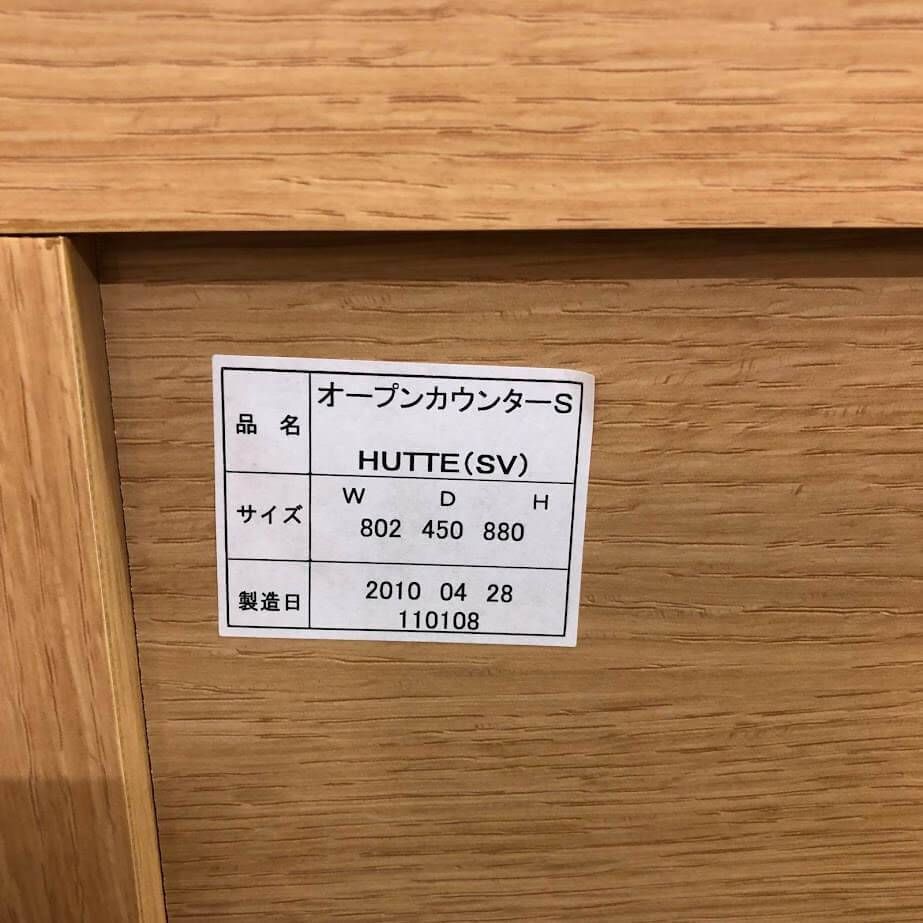 品 名
オープンカウンターS
HUTTE(SV)
サイズ
W D H
802 450 880
製造日
2010 04 28
110108